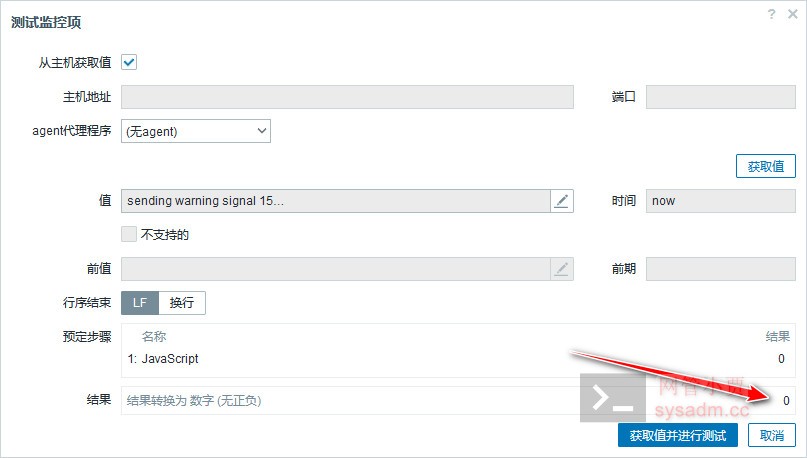 测试监控项
? ×
从主机获取值
主机地址 端口
agent代理程序 (无agent)
获取值
值 sending warning signal 15... 时间 now
不支持的
前值 前期
行序结束 LF 换行
预定步骤 名称 结果
1: JavaScript 0
结果 结果转换为 数字 (无正负) 0
网管小贾
sysadm.cc
获取值并进行测试 取消